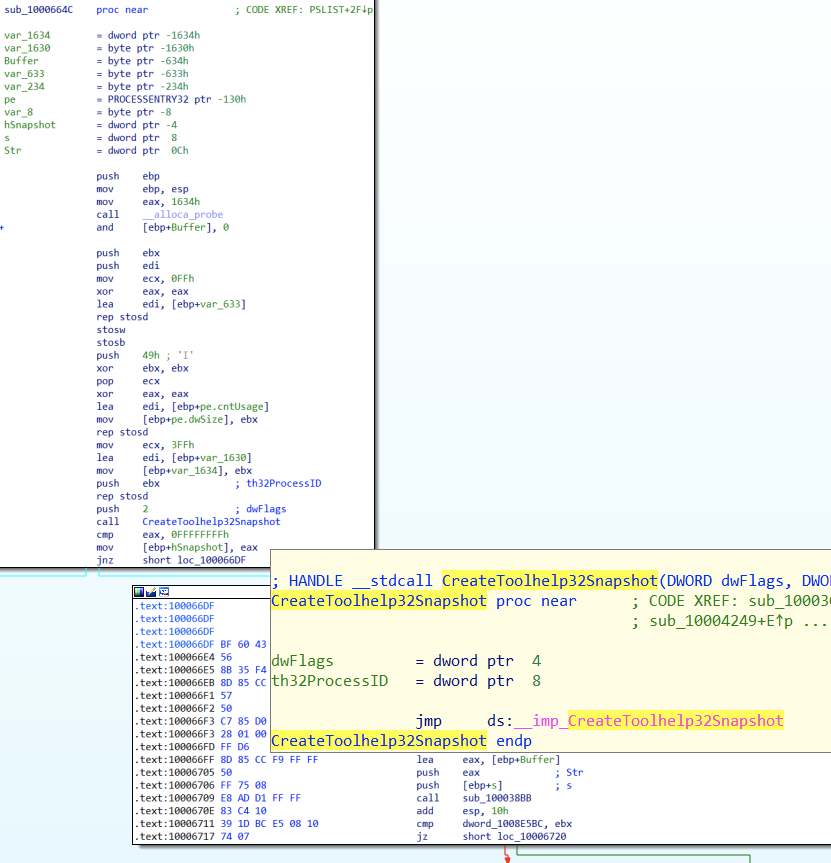 sub_1000664C proc near ; CODE XREF: PSLIST+2F↓p
var_1634 = dword ptr -1634h
var_1630 = byte ptr -1630h
Buffer = byte ptr -634h
var_633 = byte ptr -633h
var_234 = byte ptr -234h
pe = PROCESSENTRY32 ptr -130h
var_8 = byte ptr -8
hSnapshot = dword ptr -4
s = dword ptr 8
Str = dword ptr 0Ch
push ebp
mov ebp, esp
mov eax, 1634h
call __alloca_probe
+ and [ebp+Buffer], 0
push ebx
push edi
mov ecx, 0FFh
xor eax, eax
lea edi, [ebp+var_633]
rep stosd
stosw
stosb
push 49h ; 'I'
xor ebx, ebx
pop ecx
xor eax, eax
lea edi, [ebp+pe.cntUsage]
mov [ebp+pe.dwSize], ebx
rep stosd
mov ecx, 3FFh
lea edi, [ebp+var_1630]
mov [ebp+var_1634], ebx
push ebx ; th32ProcessID
rep stosd
push 2 ; dwFlags
call CreateToolhelp32Snapshot
cmp eax, 0FFFFFFFFh
mov [ebp+hSnapshot], eax
jnz short loc_100066DF
; HANDLE __stdcall CreateToolhelp32Snapshot(DWORD dwFlags, DWO
CreateToolhelp32Snapshot proc near ; CODE XREF: sub_10003
; sub_10004249+E↑p ...
dwFlags = dword ptr 4
th32ProcessID = dword ptr 8
jmp ds:__imp_CreateToolhelp32Snapshot
CreateToolhelp32Snapshot endp
.text:100066DF
.text:100066DF
.text:100066DF
.text:100066DF BF 60 43
.text:100066E4 56
.text:100066E5 8B 35 F4
.text:100066EB 8D 85 CC
.text:100066F1 57
.text:100066F2 50
.text:100066F3 C7 85 D0
.text:100066F3 28 01 00
.text:100066FD FF D6
.text:100066FF 8D 85 CC F9 FF FF lea eax, [ebp+Buffer]
.text:10006705 50 push eax ; Str
.text:10006706 FF 75 08 push [ebp+s] ; s
.text:10006709 E8 AD D1 FF FF call sub_100038BB
.text:1000670E 83 C4 10 add esp, 10h
.text:10006711 39 1D BC E5 08 10 cmp dword_1008E5BC, ebx
.text:10006717 74 07 jz short loc_10006720